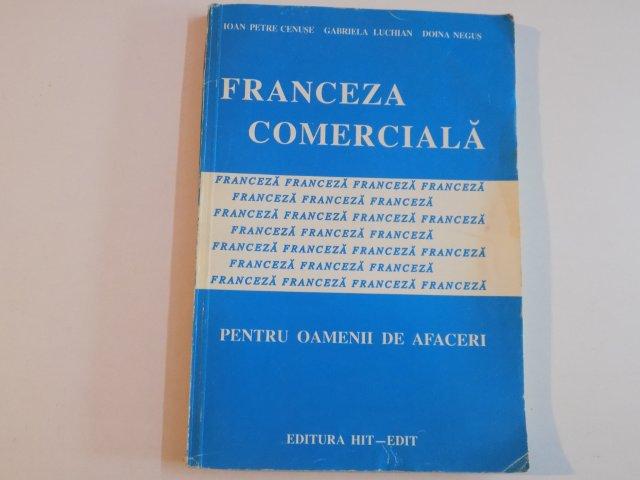 IOAN PETRE CENUȘE GABRIELA LUCHIAN DOINA NEGUȘ
FRANCEZA
COMERCIALĂ
FRANCEZĂ FRANCEZĂ FRANCEZĂ FRANCEZĂ
FRANCEZĂ FRANCEZĂ FRANCEZĂ
FRANCEZĂ FRANCEZĂ FRANCEZĂ FRANCEZĂ
FRANCEZĂ FRANCEZĂ FRANCEZĂ
FRANCEZĂ FRANCEZĂ FRANCEZĂ FRANCEZĂ
FRANCEZĂ FRANCEZĂ FRANCEZĂ
FRANCEZĂ FRANCEZĂ FRANCEZĂ FRANCEZĂ
PENTRU OAMENII DE AFACERI
EDITURA HIT—EDIT